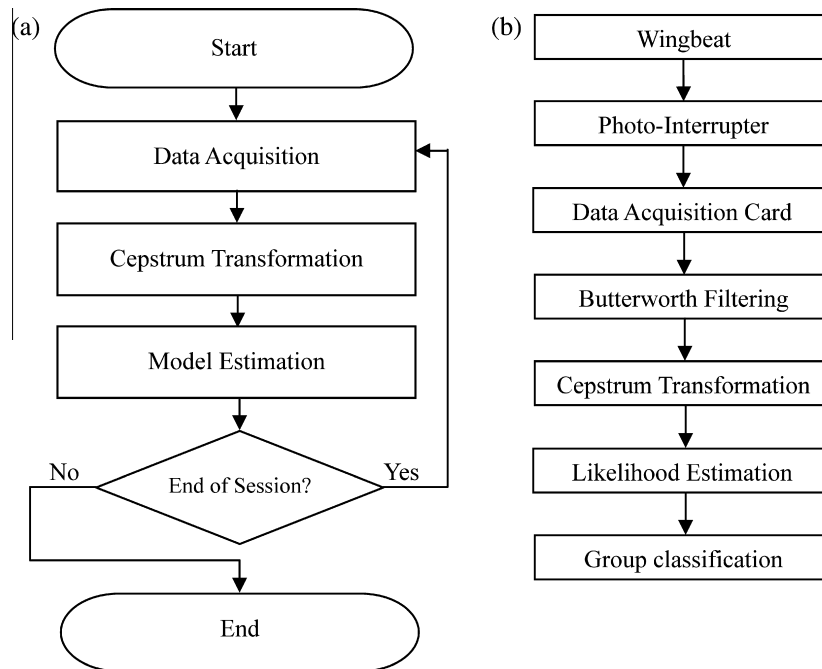 (a)
Start
Data Acquisition
Cepstrum Transformation
Model Estimation
End of Session?
No
Yes
End
(b)
Wingbeat
Photo-Interrupter
Data Acquisition Card
Butterworth Filtering
Cepstrum Transformation
Likelihood Estimation
Group classification